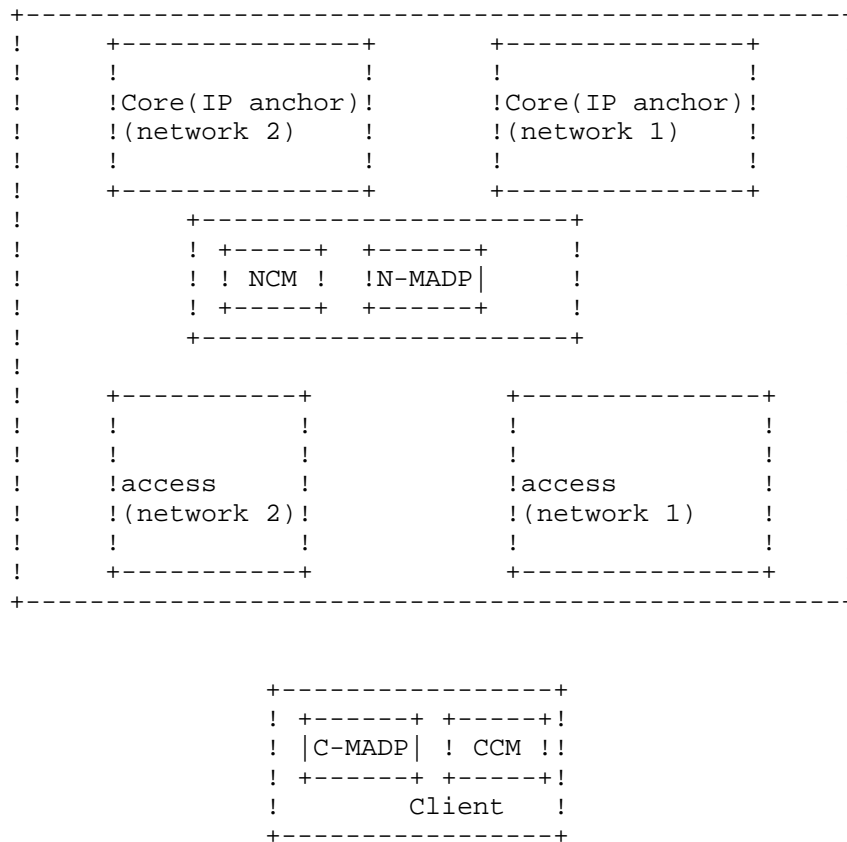 Core(IP anchor) Core(IP anchor)
(network 2) (network 1)
NCM N-MADP
access access
(network 2) (network 1)
C-MADP CCM
Client